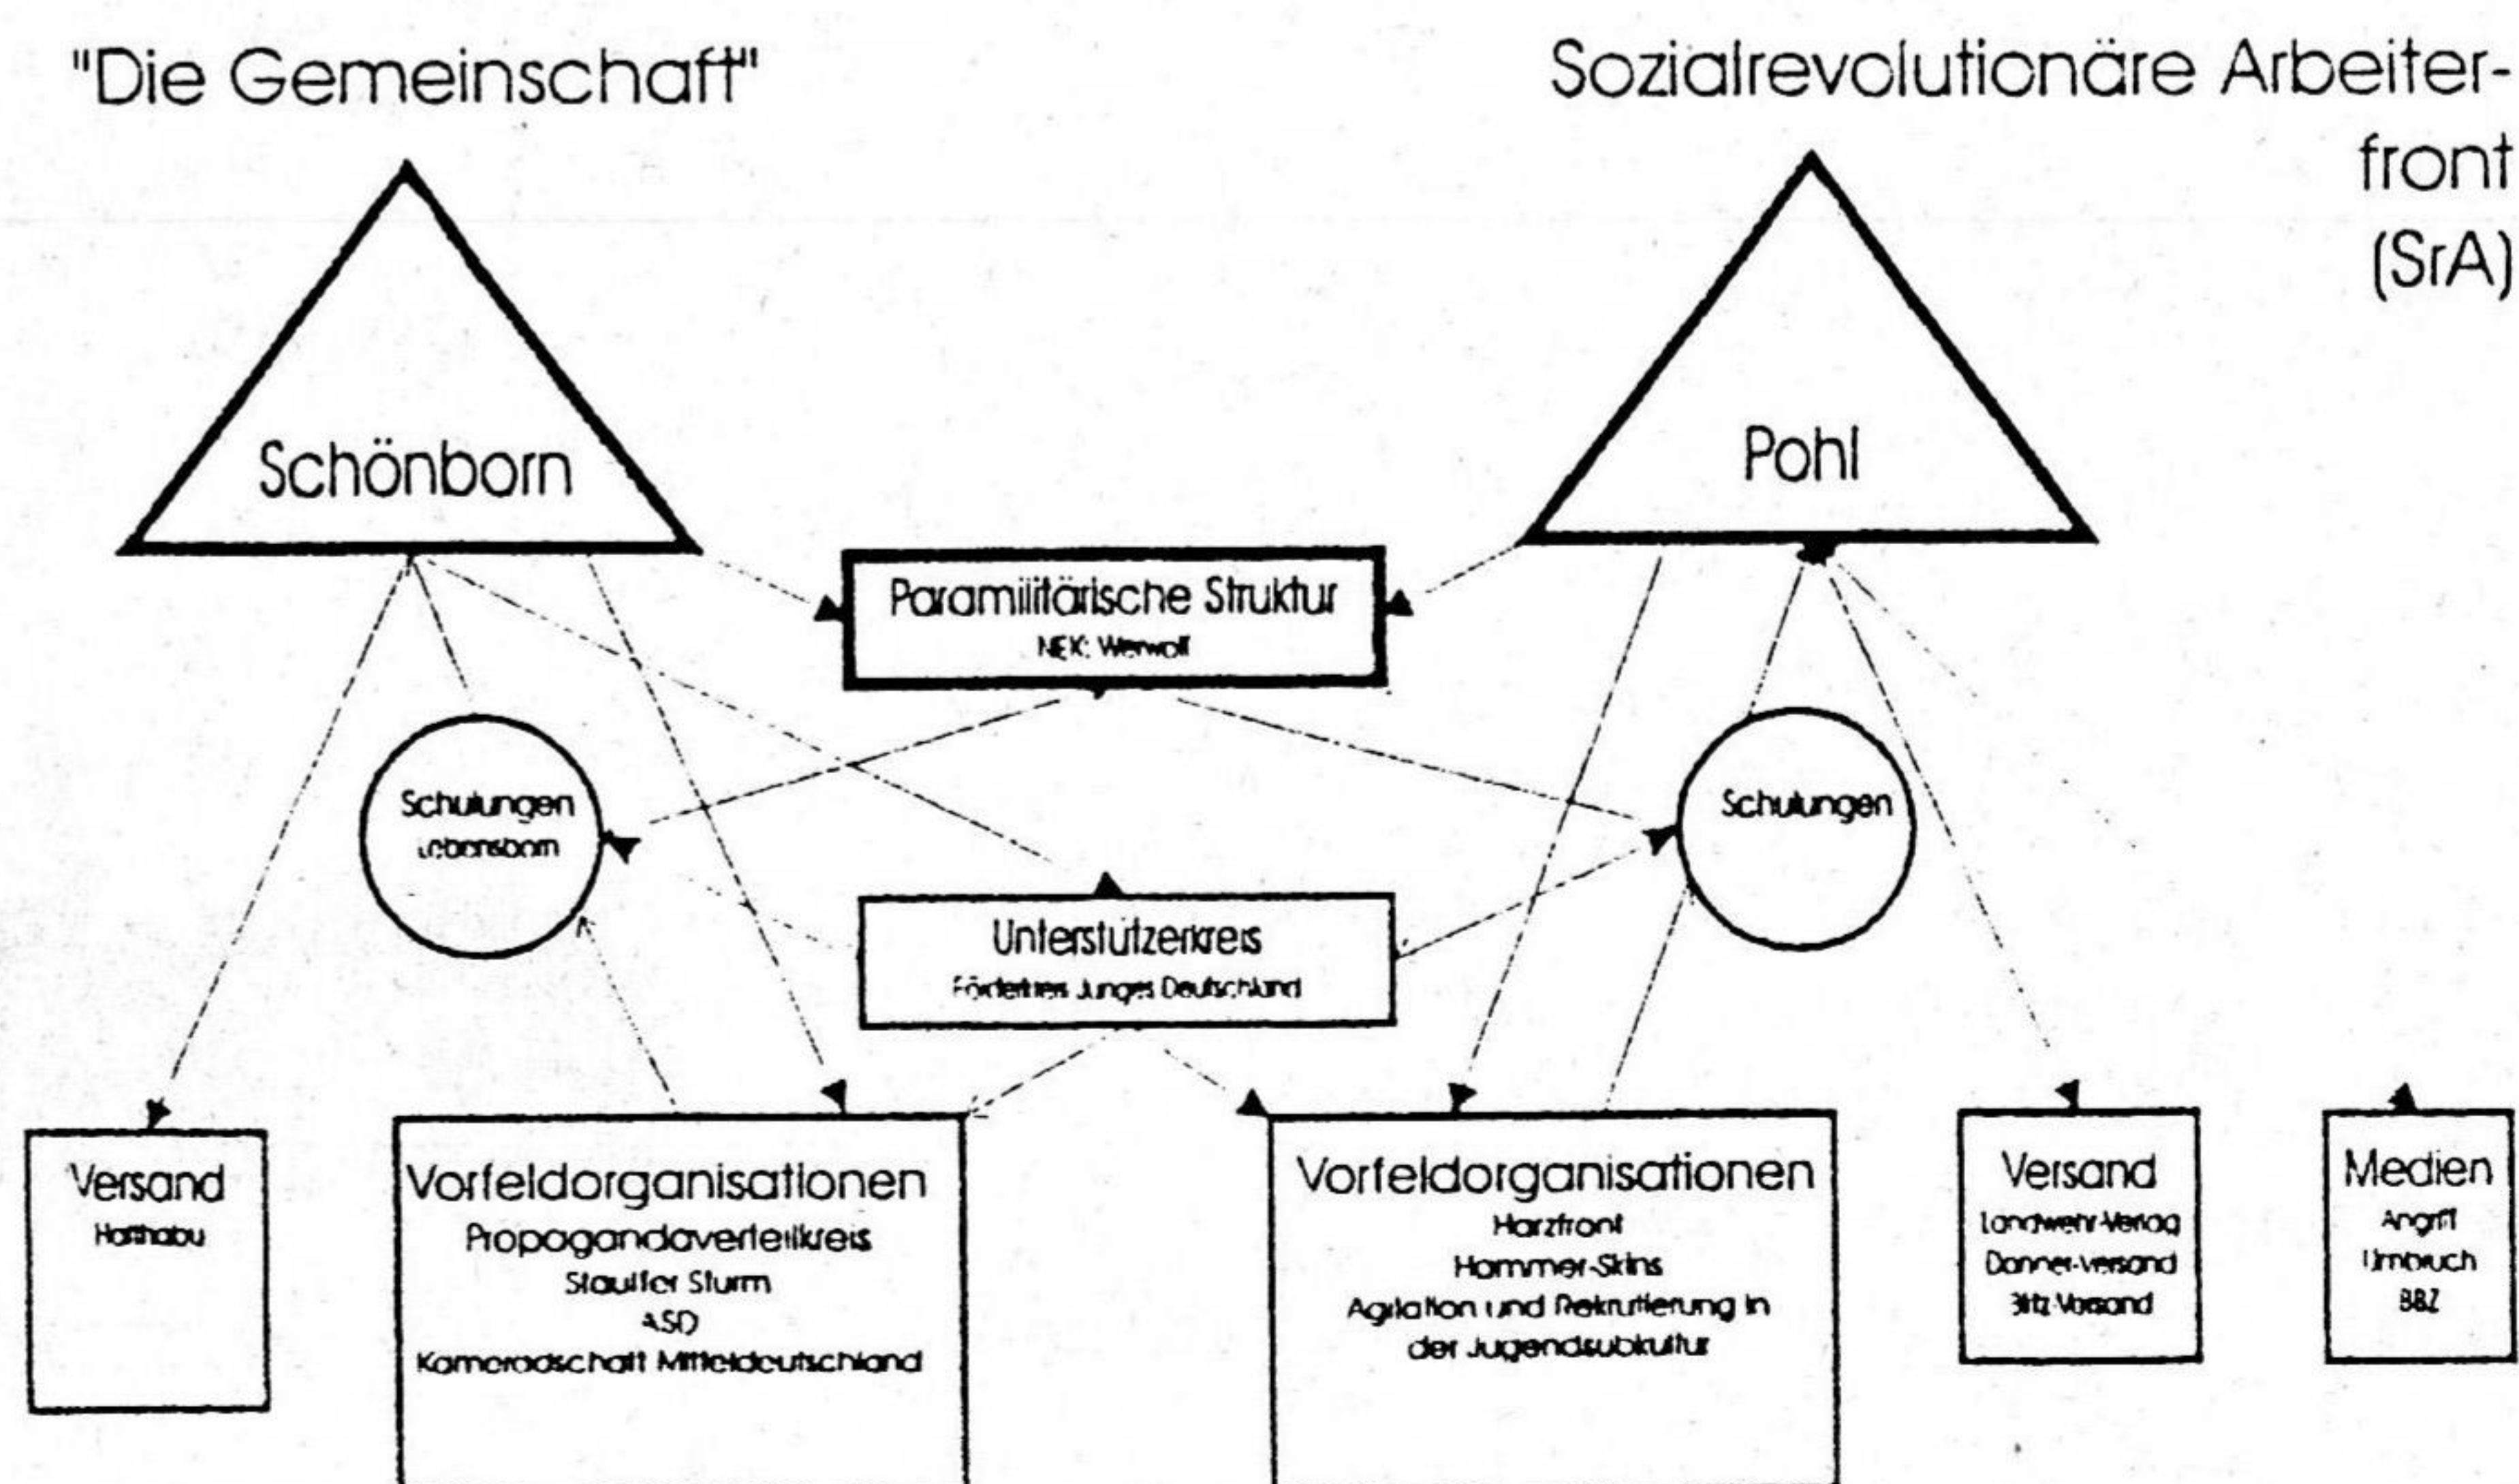 "Die Gemeinschaft"
Sozialrevolutionäre Arbeiter-
front
(SrA)
Schönborn
Pohl
Paramilitärische Struktur
NEK: Werwolf
Schulungen
Lebensborn
Schulungen
Unterstützerkreis
Förderkreis Junges Deutschland
Versand
Vorfeldorganisationen
Propagandaverteilkreis
Stauffer Sturm
ASD
Kameradschaft Mitteldeutschland
Vorfeldorganisationen
Harzfront
Hammer-Skins
Agitation und Rekrutierung in
der Jugendsubkultur
Versand
Landwehr-Verlag
Donner-Versand
Blitz-Versand
Medien
Angriff
Umbruch
BBZ